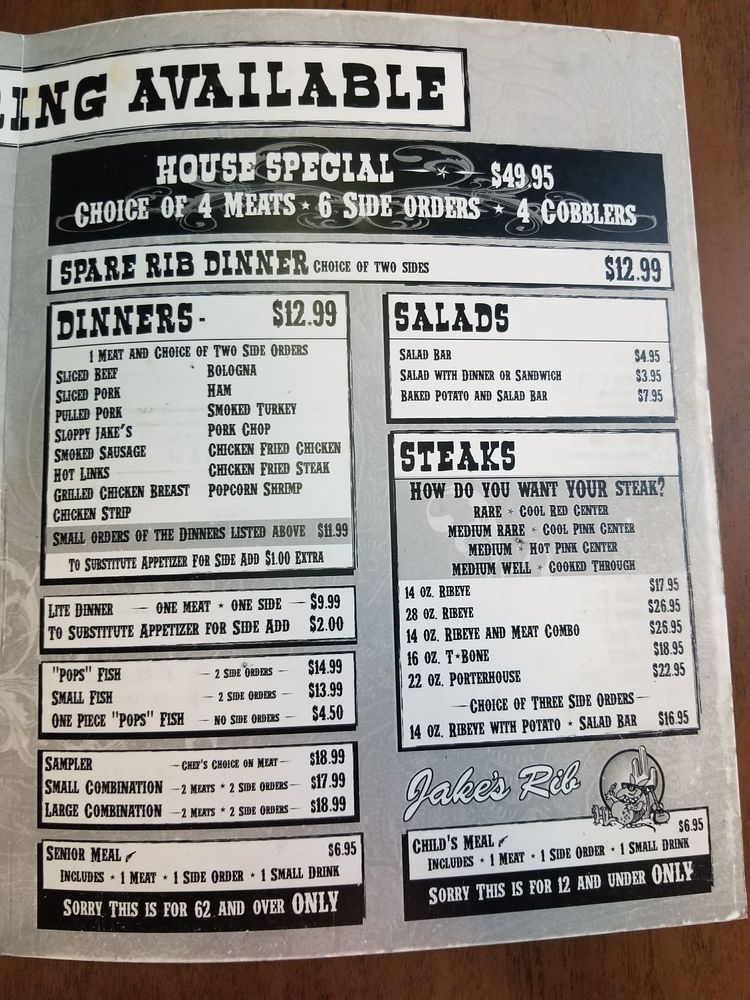 ING AVAILABLE
HOUSE SPECIAL $49.95
CHOICE OF 4 MEATS * 6 SIDE ORDERS * 4 COBBLERS
SPARE RIB DINNER CHOICE OF TWO SIDES $12.99
DINNERS- $12.99
1 MEAT AND CHOICE OF TWO SIDE ORDERS
SLICED BEEF
SLICED PORK
PULLED PORK
SLOPPY JAKE'S
SMOKED SAUSAGE
HOT LINKS
GRILLED CHICKEN BREAST
CHICKEN STRIP
BOLOGNA
HAM
SMOKED TURKEY
PORK CHOP
CHICKEN FRIED CHICKEN
CHICKEN FRIED STEAK
POPCORN SHRIMP
SMALL ORDERS OF THE DINNERS LISTED ABOVE $11.99
TO SUBSTITUTE APPETIZER FOR SIDE ADD $1.00 EXTRA
LITE DINNER — ONE MEAT * ONE SIDE — $9.99
TO SUBSTITUTE APPETIZER FOR SIDE ADD $2.00
"POPS" FISH — 2 SIDE ORDERS — $14.99
SMALL FISH — 2 SIDE ORDERS — $13.99
ONE PIECE "POPS" FISH — NO SIDE ORDERS — $4.50
SAMPLER — CHEF'S CHOICE ON MEAT — $18.99
SMALL COMBINATION — 2 MEATS * 2 SIDE ORDERS — $17.99
LARGE COMBINATION — 2 MEATS * 2 SIDE ORDERS — $18.99
SENIOR MEAL $6.95
INCLUDES * 1 MEAT * 1 SIDE ORDER * 1 SMALL DRINK
SORRY THIS IS FOR 62 AND OVER ONLY
SALADS
SALAD BAR $4.95
SALAD WITH DINNER OR SANDWICH $3.95
BAKED POTATO AND SALAD BAR $7.95
STEAKS
HOW DO YOU WANT YOUR STEAK?
RARE * COOL RED CENTER
MEDIUM RARE * COOL PINK CENTER
MEDIUM * HOT PINK CENTER
MEDIUM WELL * COOKED THROUGH
14 OZ. RIBEYE $17.95
28 OZ. RIBEYE $26.95
14 OZ. RIBEYE AND MEAT COMBO $26.95
16 OZ. T*BONE $18.95
22 OZ. PORTERHOUSE $22.95
— CHOICE OF THREE SIDE ORDERS —
14 OZ. RIBEYE WITH POTATO * SALAD BAR $16.95
Jake's Rib
CHILD'S MEAL $6.95
INCLUDES * 1 MEAT * 1 SIDE ORDER * 1 SMALL DRINK
SORRY THIS IS FOR 12 AND UNDER ONLY